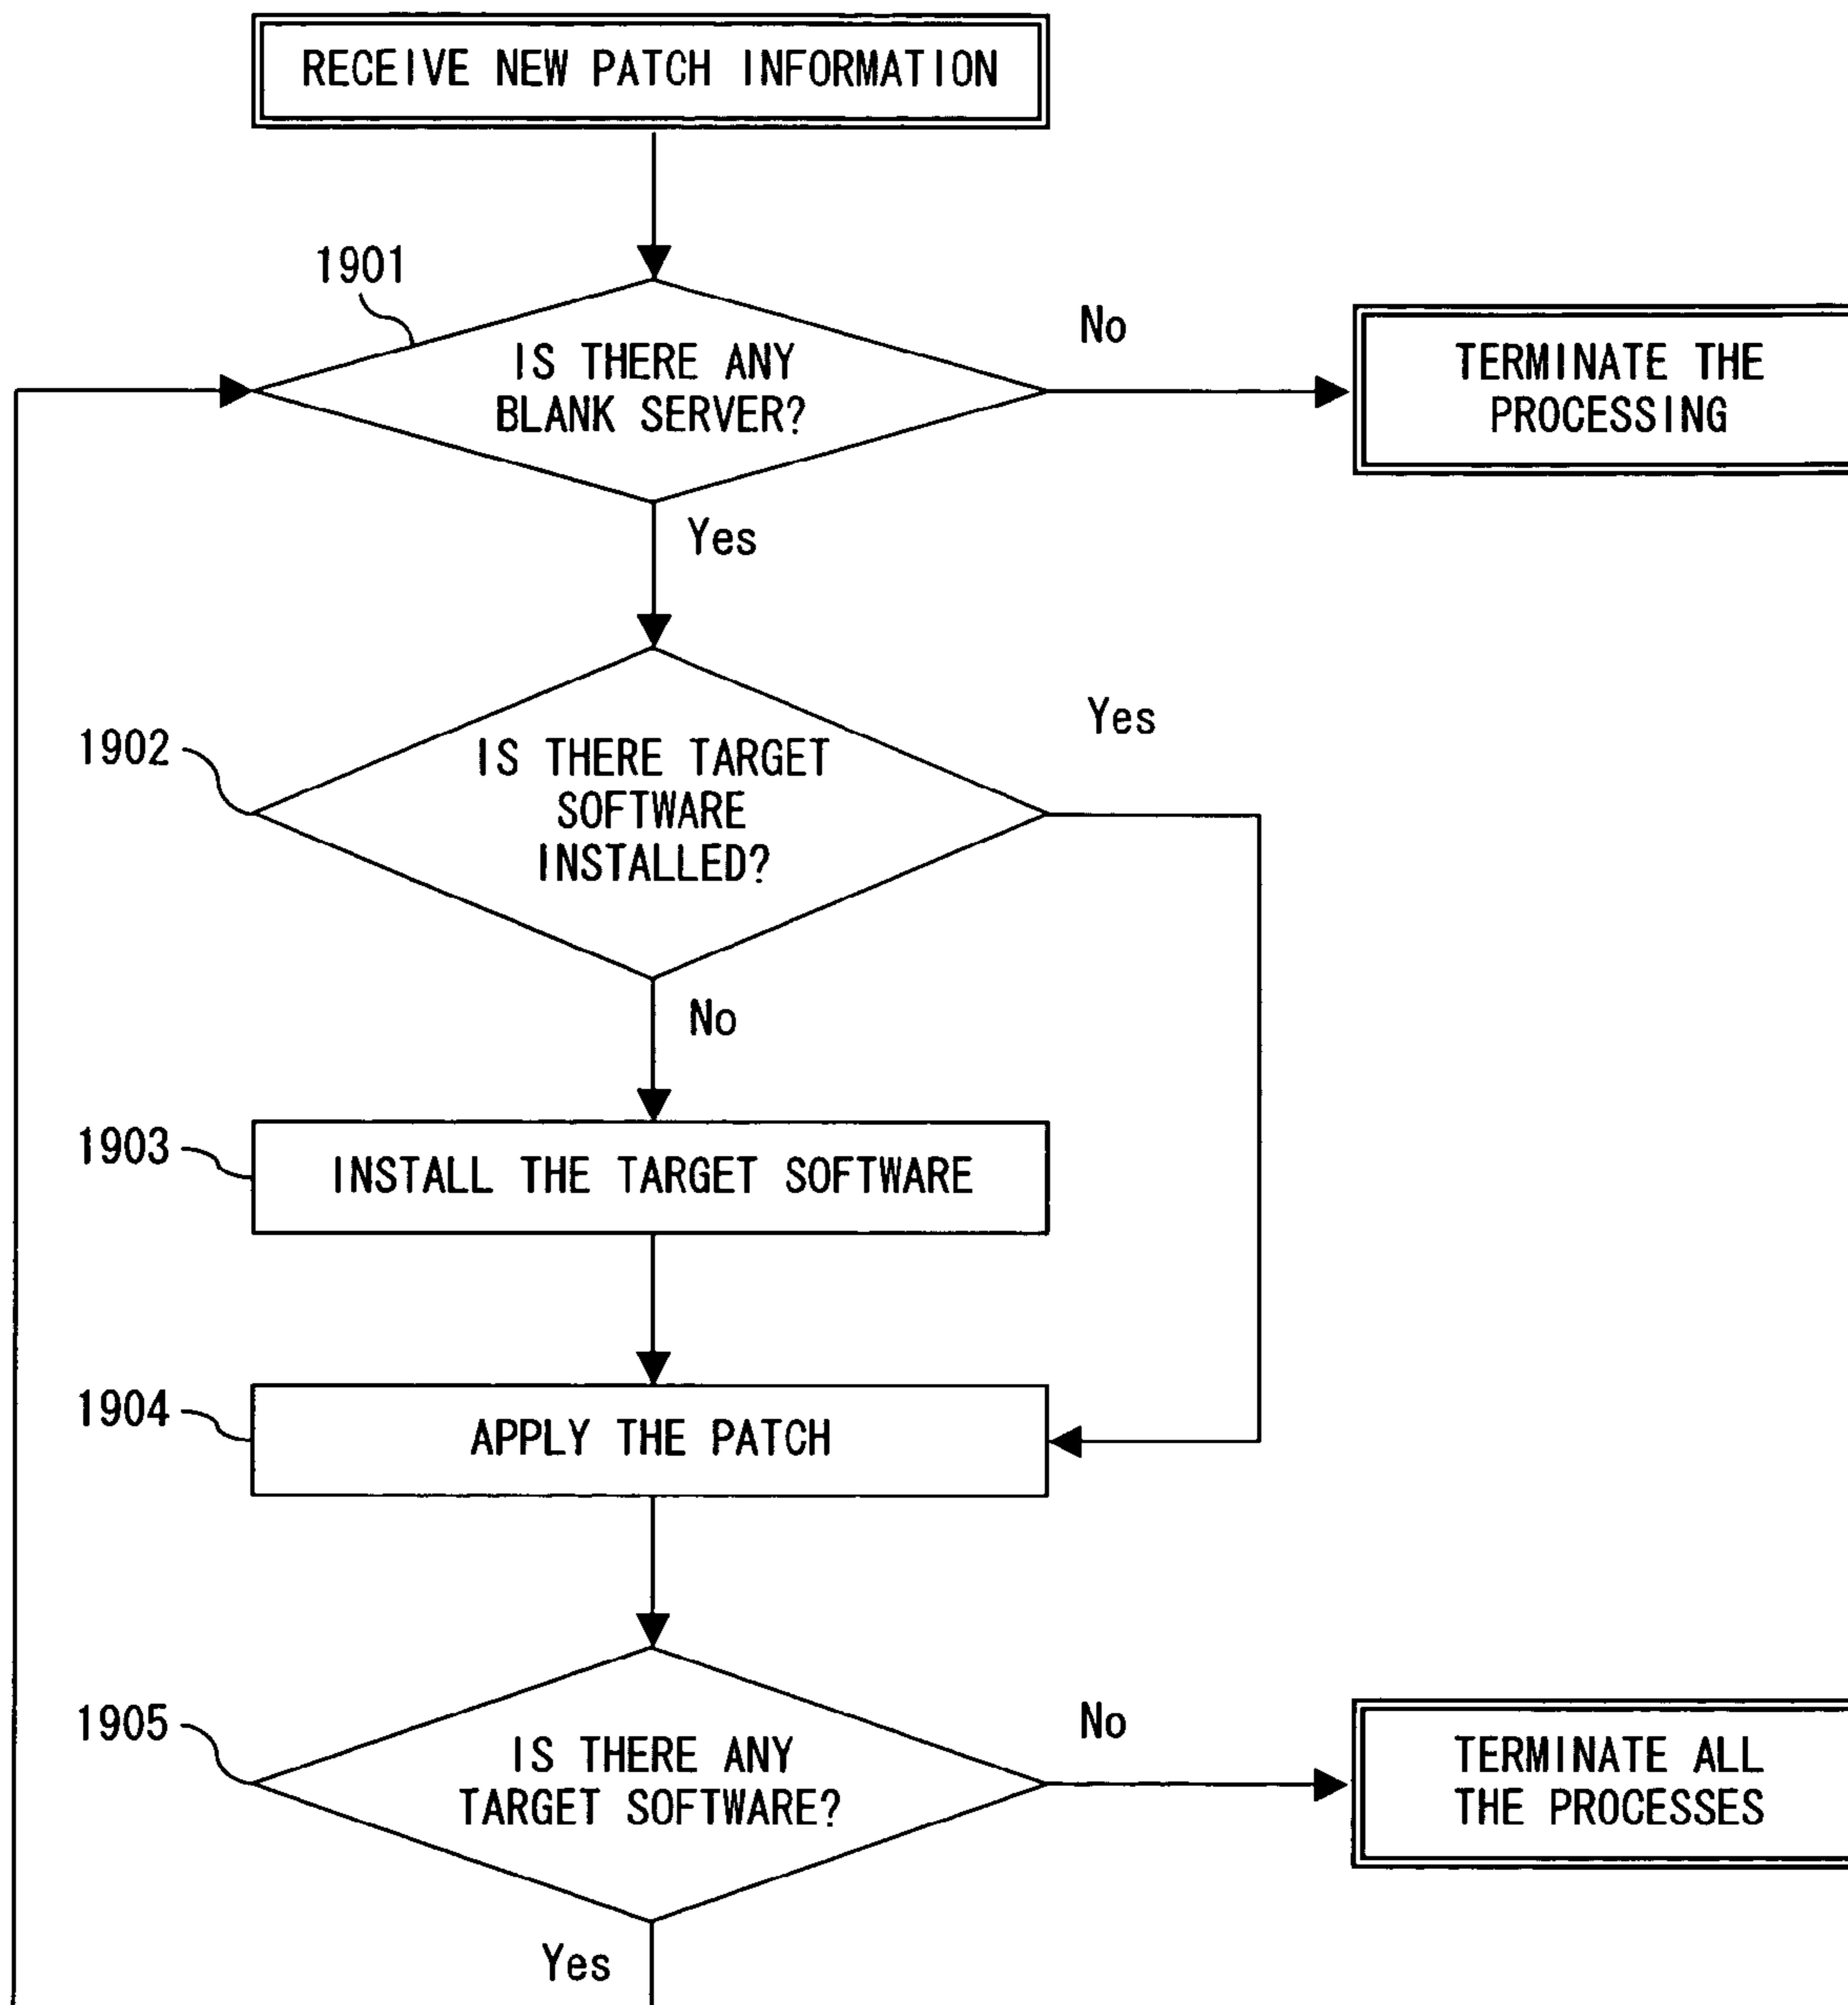 RECEIVE NEW PATCH INFORMATION
1901
IS THERE ANY
BLANK SERVER?
No
TERMINATE THE
PROCESSING
Yes
1902
IS THERE TARGET
SOFTWARE
INSTALLED?
Yes
No
1903
INSTALL THE TARGET SOFTWARE
1904
APPLY THE PATCH
1905
IS THERE ANY
TARGET SOFTWARE?
No
TERMINATE ALL
THE PROCESSES
Yes